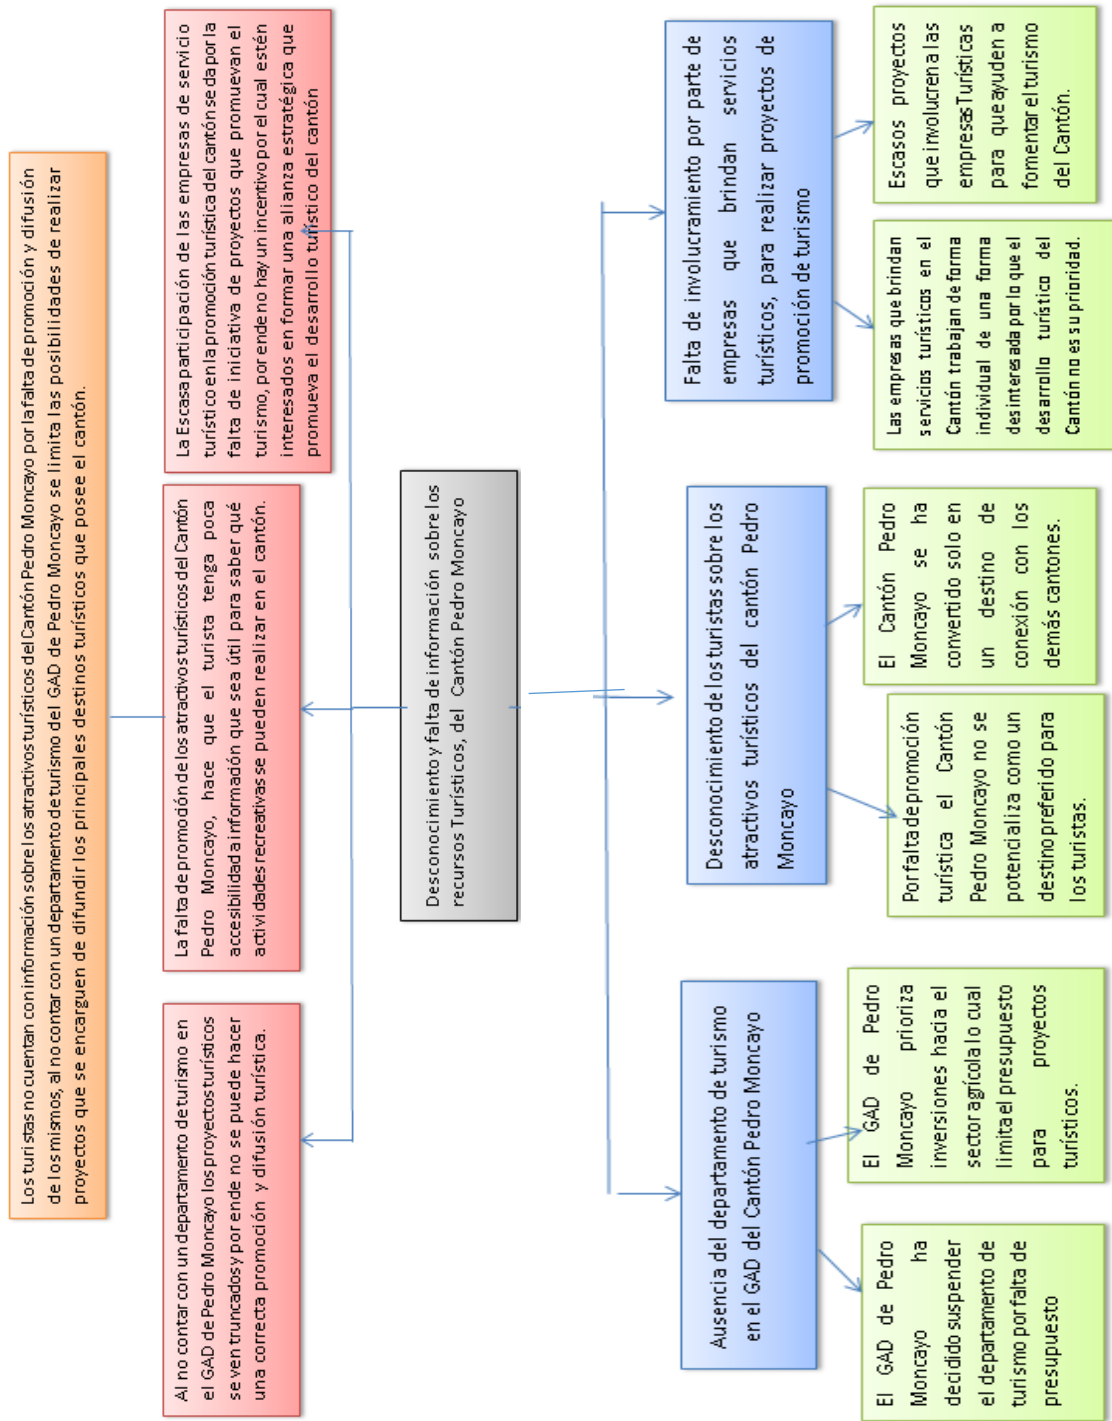 Los turistas no cuentan con información sobre los atractivos turísticos del Cantón Pedro Moncayo por la falta de promoción y difusión
de los mismos, al no contar con un departamento de turismo del GAD de Pedro Moncayo se limita las posibilidades de realizar
proyectos que se encarguen de difundir los principales destinos turísticos que posee el cantón.
Al no contar con un departamento de turismo en
el GAD de Pedro Moncayo los proyectos turísticos
se ven truncados y por ende no se puede hacer
una correcta promoción y difusión turística.
La falta de promoción de los atractivos turísticos del Cantón
Pedro Moncayo, hace que el turista tenga poca
accesibilidad a información que sea útil para saber qué
actividades recreativas se pueden realizar en el cantón.
La Escasa participación de las empresas de servicio
turístico en la promoción turística del cantón se da por la
falta de iniciativa de proyectos que promuevan el
turismo, por ende no hay un incentivo por el cual estén
interesados en formar una alianza estratégica que
promueva el desarrollo turístico del cantón
Desconocimiento y falta de información sobre los
recursos Turísticos, del Cantón Pedro Moncayo
Ausencia del departamento de turismo
en el GAD del Cantón Pedro Moncayo
Desconocimiento de los turistas sobre los
atractivos turísticos del cantón Pedro
Moncayo
Falta de involucramiento por parte de
empresas que brindan servicios
turísticos, para realizar proyectos de
promoción de turismo
El GAD de Pedro
Moncayo ha
decidido suspender
el departamento de
turismo por falta de
presupuesto
El GAD de Pedro
Moncayo prioriza
inversiones hacia el
sector agrícola lo cual
limita el presupuesto
para proyectos
turísticos.
Por falta de promoción
turística el Cantón
Pedro Moncayo no se
potencializa como un
destino preferido para
los turistas.
El Cantón Pedro
Moncayo se ha
convertido solo en
un destino de
conexión con los
demás cantones.
Las empresas que brindan
servicios turísticos en el
Cantón trabajan de forma
individual de una forma
desinteresada por lo que el
desarrollo turístico del
Cantón no es su prioridad.
Escasos proyectos
que involucren a las
empresas Turísticas
para que ayuden a
fomentar el turismo
del Cantón.